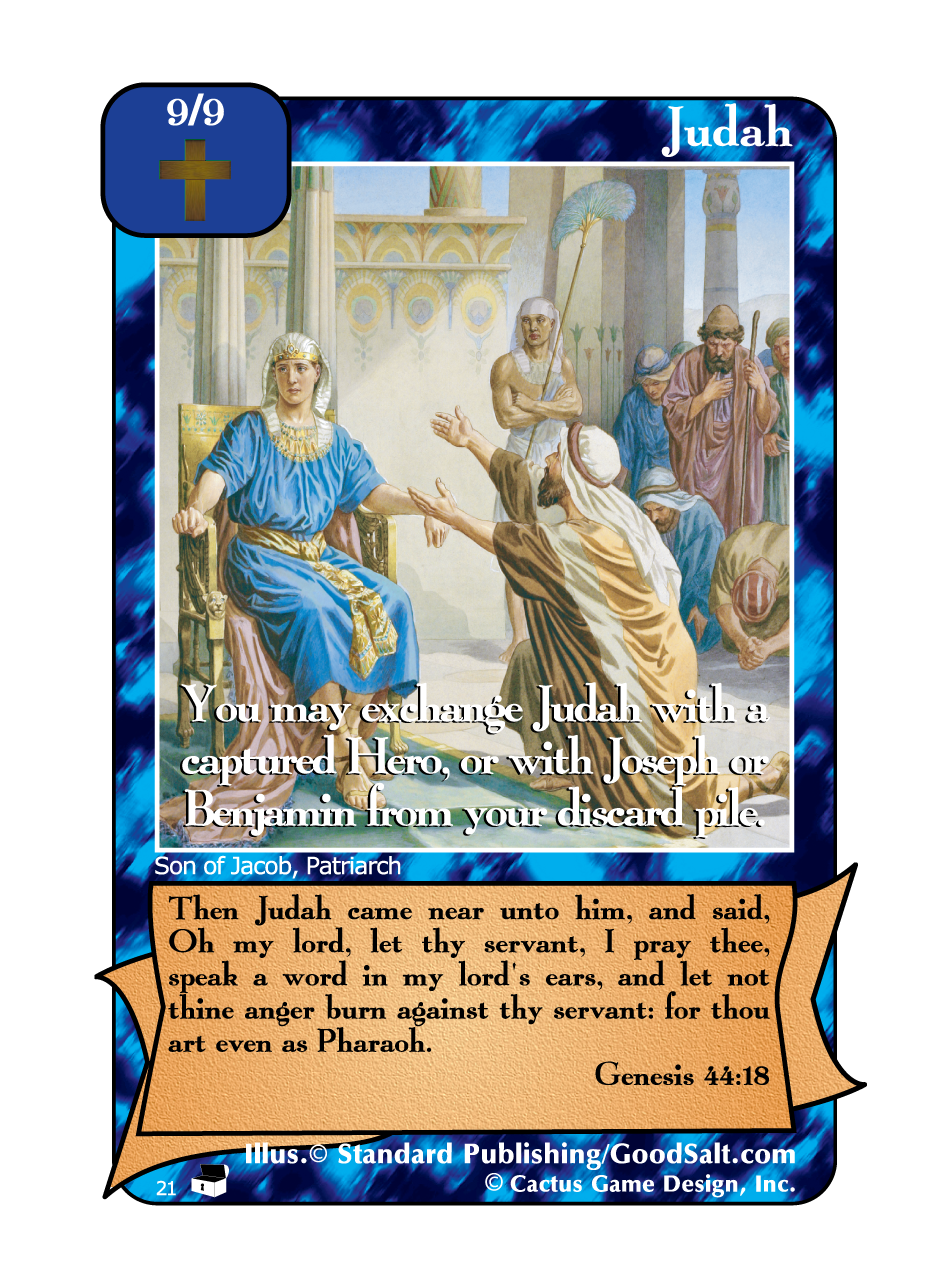 9/9
Judah
You may exchange Judah with a
captured Hero, or with Joseph or
Benjamin from your discard pile.
Son of Jacob, Patriarch
Then Judah came near unto him, and said,
Oh my lord, let thy servant, I pray thee,
speak a word in my lord's ears, and let not
thine anger burn against thy servant: for thou
art even as Pharaoh.
Genesis 44:18
Illus.© Standard Publishing/GoodSalt.com
21
© Cactus Game Design, Inc.